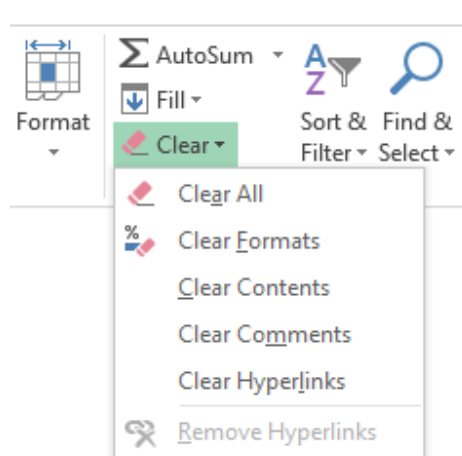 AutoSum
Fill
Format
Sort &
Filter
Find &
Select
Clear
Clear All
%
Clear Formats
Clear Contents
Clear Comments
Clear Hyperlinks
Remove Hyperlinks